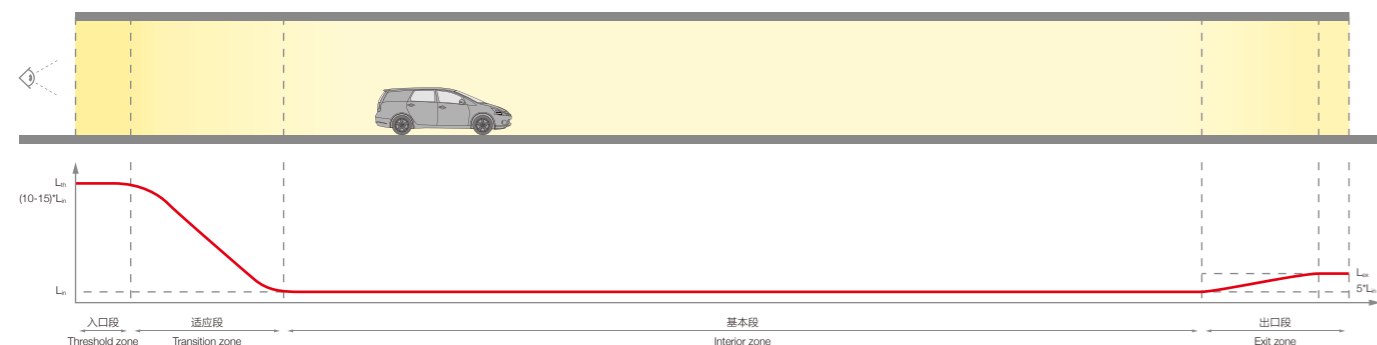 Lth
(10-15)*Lin
Lin
Lex
5*Lin
入口段
Threshold zone
适应段
Transition zone
基本段
Interior zone
出口段
Exit zone